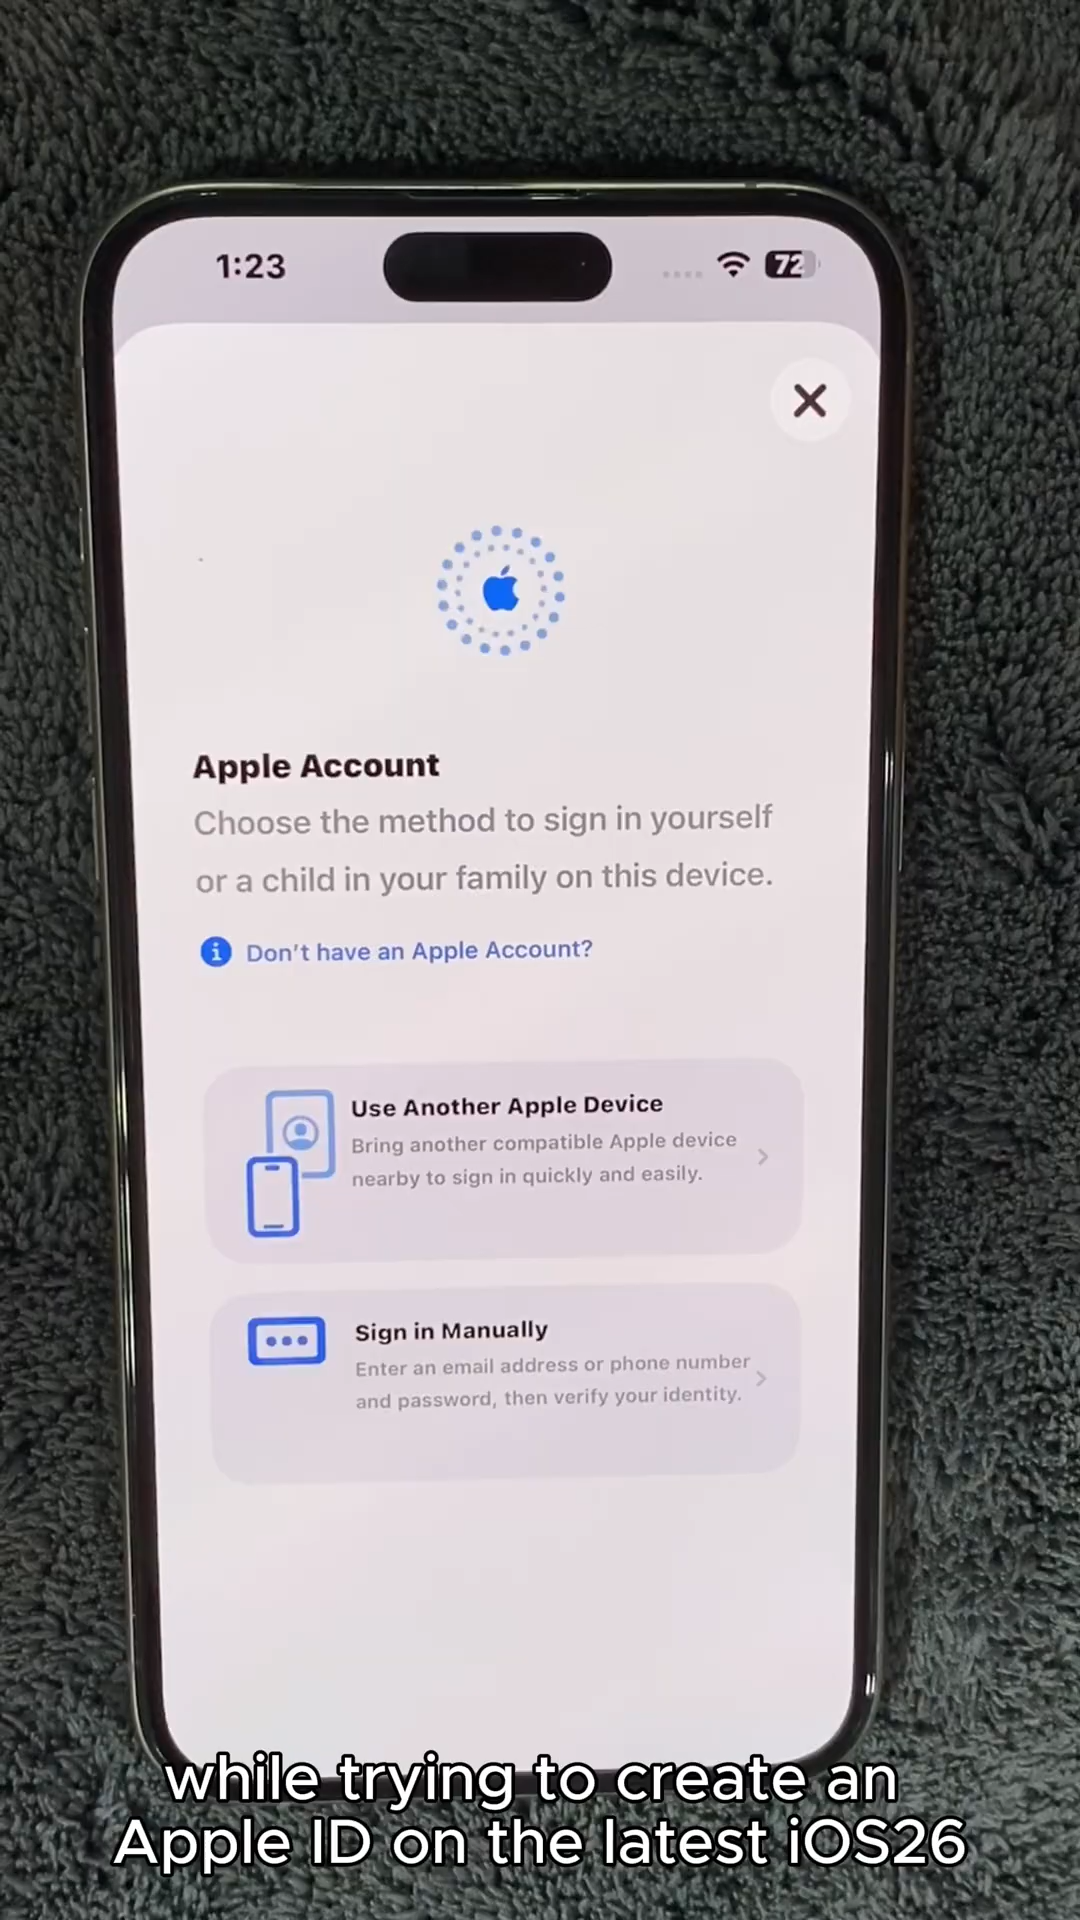 1:23
72
Apple Account
Choose the method to sign in yourself
or a child in your family on this device.
Don't have an Apple Account?
Use Another Apple Device
Bring another compatible Apple device
nearby to sign in quickly and easily.
Sign in Manually
Enter an email address or phone number
and password, then verify your identity.
while trying to create an
Apple ID on the latest iOS26